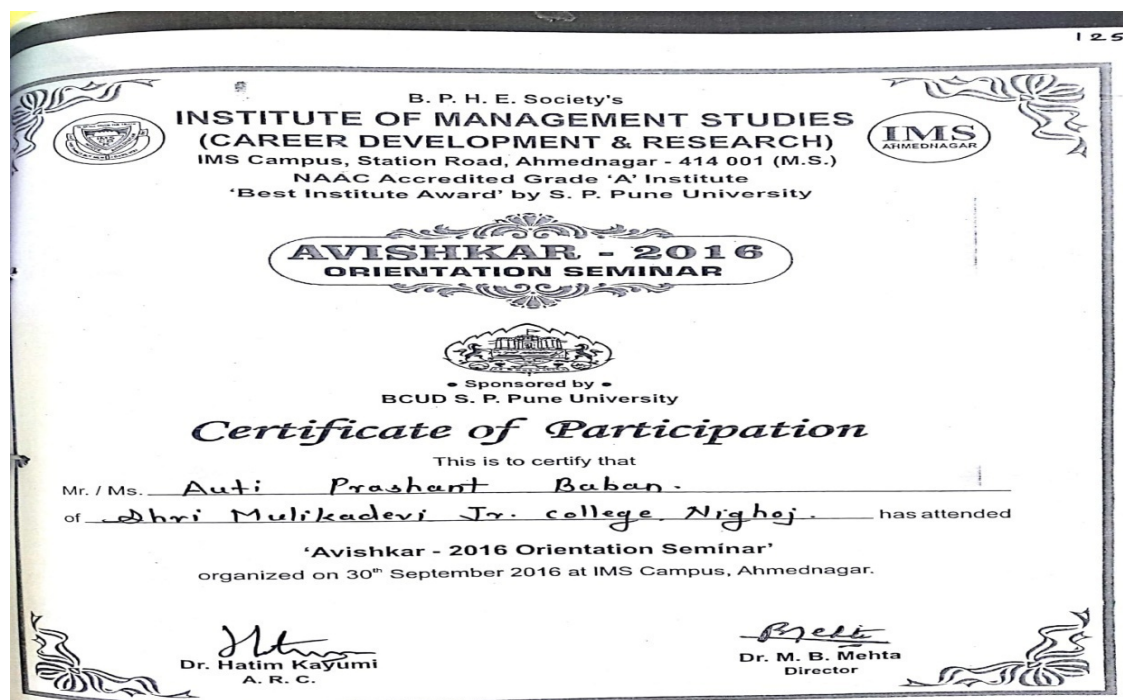 125
B. P. H. E. Society's
INSTITUTE OF MANAGEMENT STUDIES
(CAREER DEVELOPMENT & RESEARCH)
IMS
AHMEDNAGAR
IMS Campus, Station Road, Ahmednagar - 414 001 (M.S.)
NAAC Accredited Grade 'A' Institute
'Best Institute Award' by S. P. Pune University
AVISHKAR - 2016
ORIENTATION SEMINAR
• Sponsored by •
BCUD S. P. Pune University
Certificate of Participation
This is to certify that
Mr. / Ms. Auti Prashant Baban.
of Shri Mulikadevi Jr. college, Nighoj. has attended
'Avishkar - 2016 Orientation Seminar'
organized on 30th September 2016 at IMS Campus, Ahmednagar.
Dr. Hatim Kayumi
A. R. C.
Dr. M. B. Mehta
Director